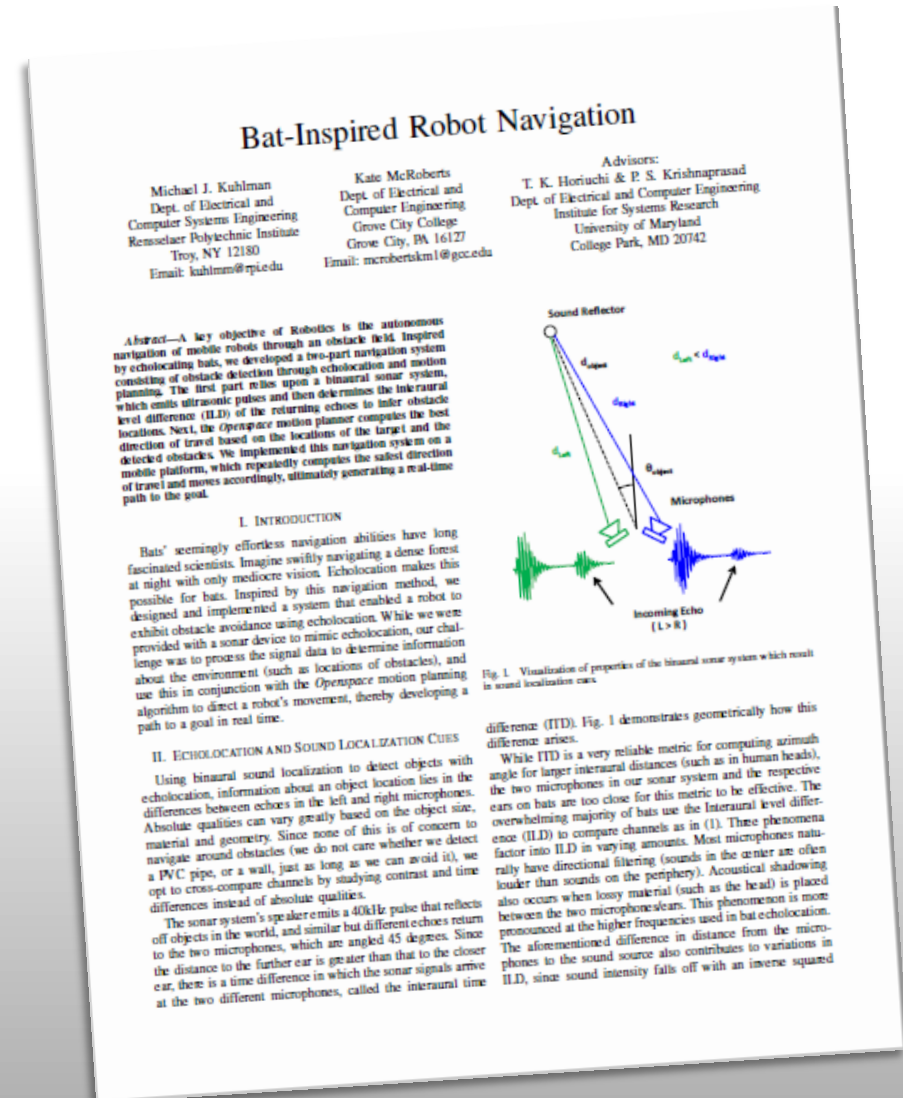 Bat-Inspired Robot Navigation
Michael J. Kuhlman
Dept. of Electrical and
Computer Systems Engineering
Rensselaer Polytechnic Institute
Troy, NY 12180
Email: kuhlmm@rpi.edu
Kate McRoberts
Dept. of Electrical and
Computer Engineering
Grove City College
Grove City, PA 16127
Email: mcrobertskm1@gcc.edu
Advisors:
T. K. Horiuchi & P. S. Krishnaprasad
Dept. of Electrical and Computer Engineering
Institute for Systems Research
University of Maryland
College Park, MD 20742
Abstract—A key objective of Robotics is the autonomous
navigation of mobile robots through an obstacle field. Inspired
by echolocating bats, we developed a two-part navigation system
consisting of obstacle detection through echolocation and motion
planning. The first part relies upon a binaural sonar system,
which emits ultrasonic pulses and then determines the interaural
level difference (ILD) of the returning echoes to infer obstacle
locations. Next, the Openspace motion planner computes the best
direction of travel based on the locations of the target and the
detected obstacles. We implemented this navigation system on a
mobile platform, which repeatedly computes the safest direction
of travel and moves accordingly, ultimately generating a real-time
path to the goal.
I. INTRODUCTION
Bats' seemingly effortless navigation abilities have long
fascinated scientists. Imagine swiftly navigating a dense forest
at night with only mediocre vision. Echolocation makes this
possible for bats. Inspired by this navigation method, we
designed and implemented a system that enabled a robot to
exhibit obstacle avoidance using echolocation. While we were
provided with a sonar device to mimic echolocation, our chal-
lenge was to process the signal data to determine information
about the environment (such as locations of obstacles), and
use this in conjunction with the Openspace motion planning
algorithm to direct a robot's movement, thereby developing a
path to a goal in real time.
II. ECHOLOCATION AND SOUND LOCALIZATION CUES
Using binaural sound localization to detect objects with
echolocation, information about an object location lies in the
differences between echoes in the left and right microphones.
Absolute qualities can vary greatly based on the object size,
material and geometry. Since none of this is of concern to
navigate around obstacles (we do not care whether we detect
a PVC pipe, or a wall, just as long as we can avoid it), we
opt to cross-compare channels by studying contrast and time
differences instead of absolute qualities.
The sonar system's speaker emits a 40kHz pulse that reflects
off objects in the world, and similar but different echoes return
to the two microphones, which are angled 45 degrees. Since
the distance to the further ear is greater than that to the closer
ear, there is a time difference in which the sonar signals arrive
at the two different microphones, called the interaural time
Sound Reflector
dobject
dLeft < dRight
dRight
dLeft
θobject
Microphones
Incoming Echo
( L > R )
Fig. 1. Visualization of properties of the binaural sonar system which result
in sound localization cues.
difference (ITD). Fig. 1 demonstrates geometrically how this
difference arises.
While ITD is a very reliable metric for computing azimuth
angle for larger interaural distances (such as in human heads),
the two microphones in our sonar system and the respective
ears on bats are too close for this metric to be effective. The
overwhelming majority of bats use the Interaural level differ-
ence (ILD) to compare channels as in (1). Three phenomena
factor into ILD in varying amounts. Most microphones natu-
rally have directional filtering (sounds in the center are often
louder than sounds on the periphery). Acoustical shadowing
also occurs when lossy material (such as the head) is placed
between the two microphones/ears. This phenomenon is more
pronounced at the higher frequencies used in bat echolocation.
The aforementioned difference in distance from the micro-
phones to the sound source also contributes to variations in
ILD, since sound intensity falls off with an inverse squared